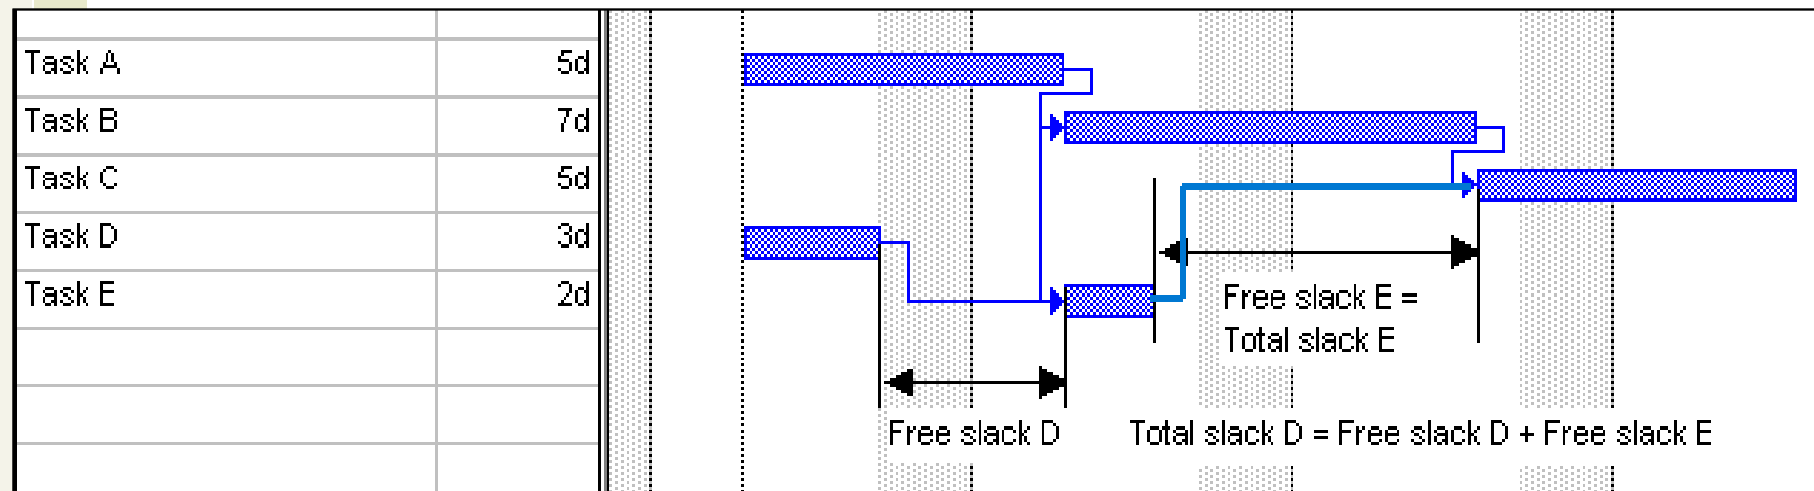 Task A 5d
Task B 7d
Task C 5d
Task D 3d
Task E 2d
Free slack E =
Total slack E
Free slack D
Total slack D = Free slack D + Free slack E